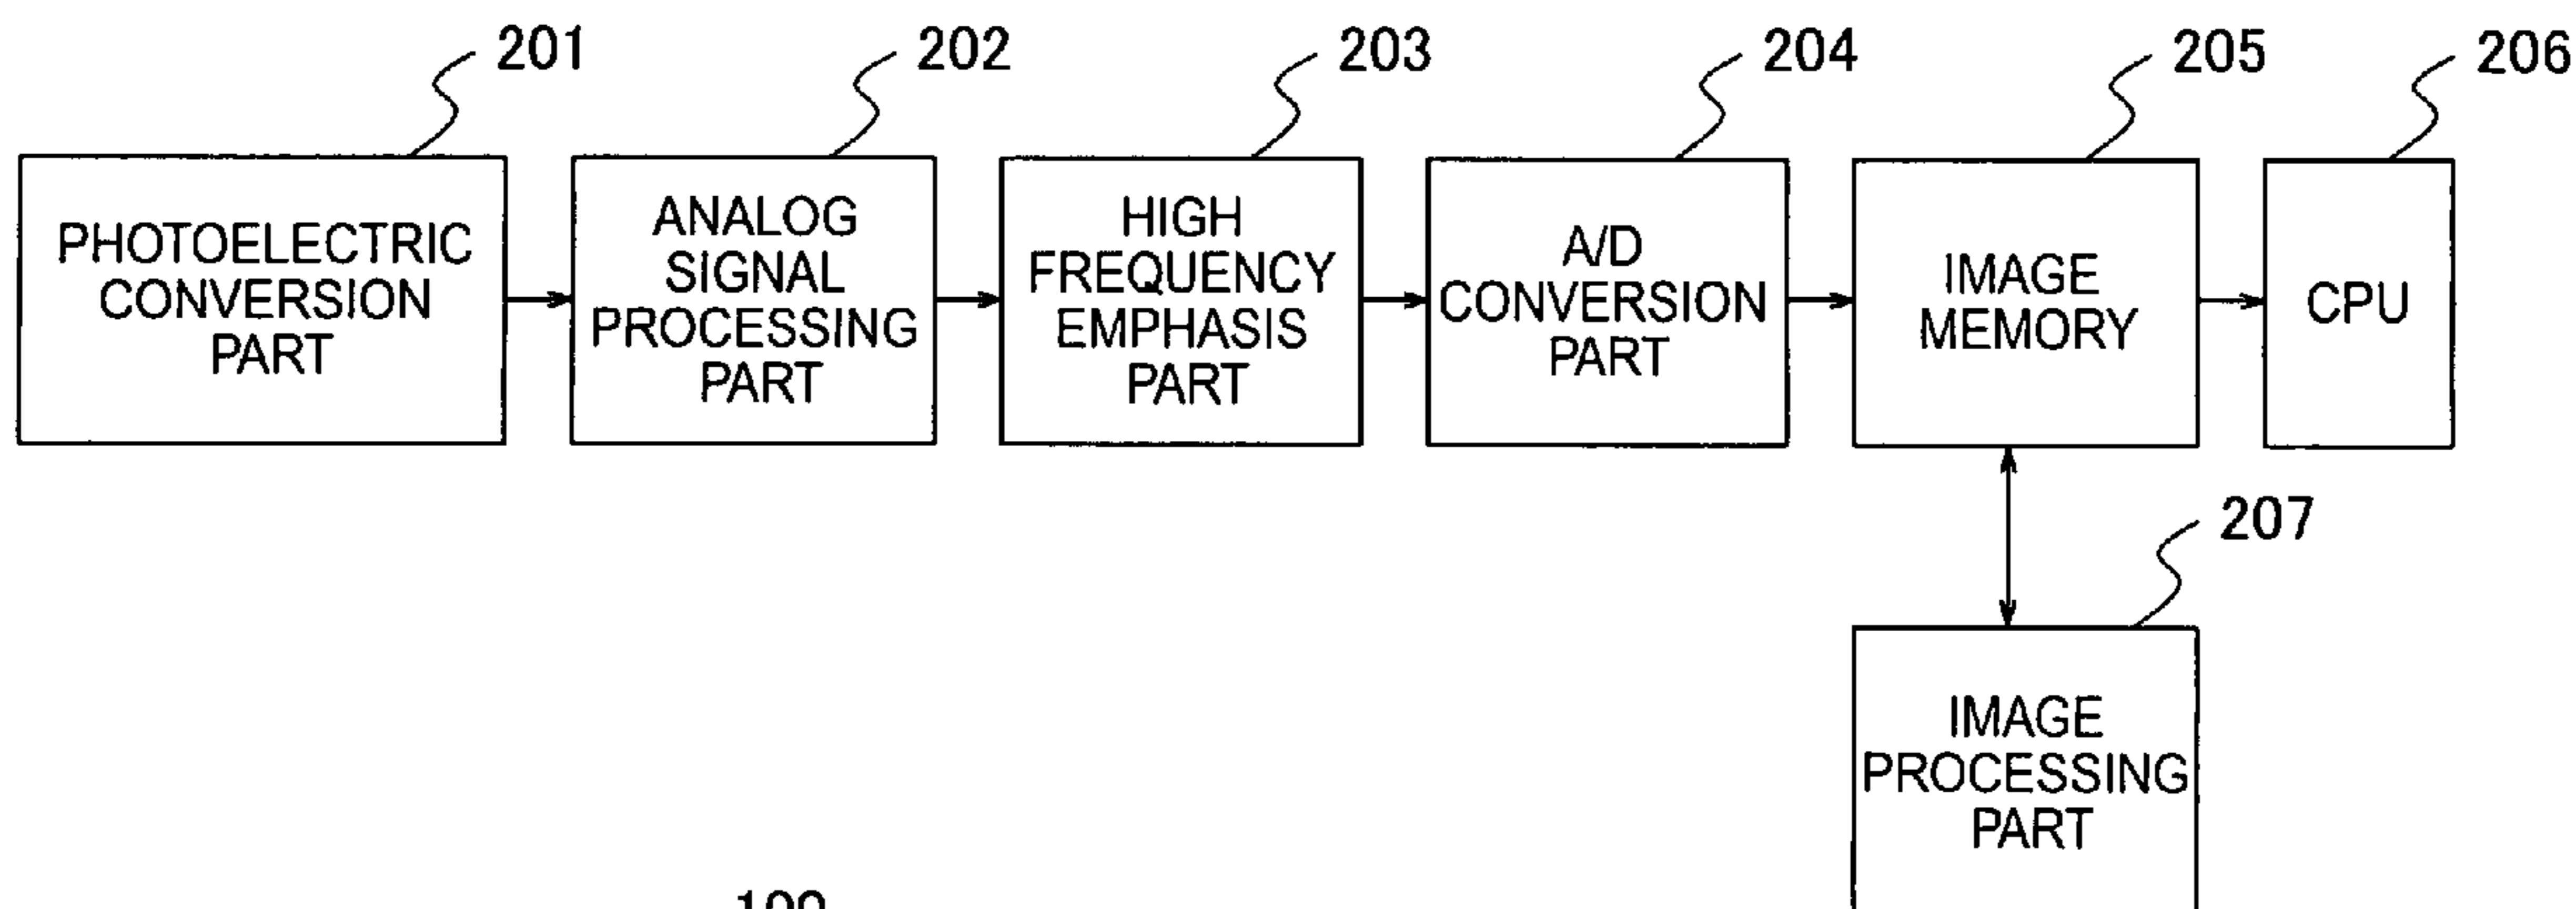 201
202
203
204
205
206
PHOTOELECTRIC
CONVERSION
PART
ANALOG
SIGNAL
PROCESSING
PART
HIGH
FREQUENCY
EMPHASIS
PART
A/D
CONVERSION
PART
IMAGE
MEMORY
CPU
207
IMAGE
PROCESSING
PART